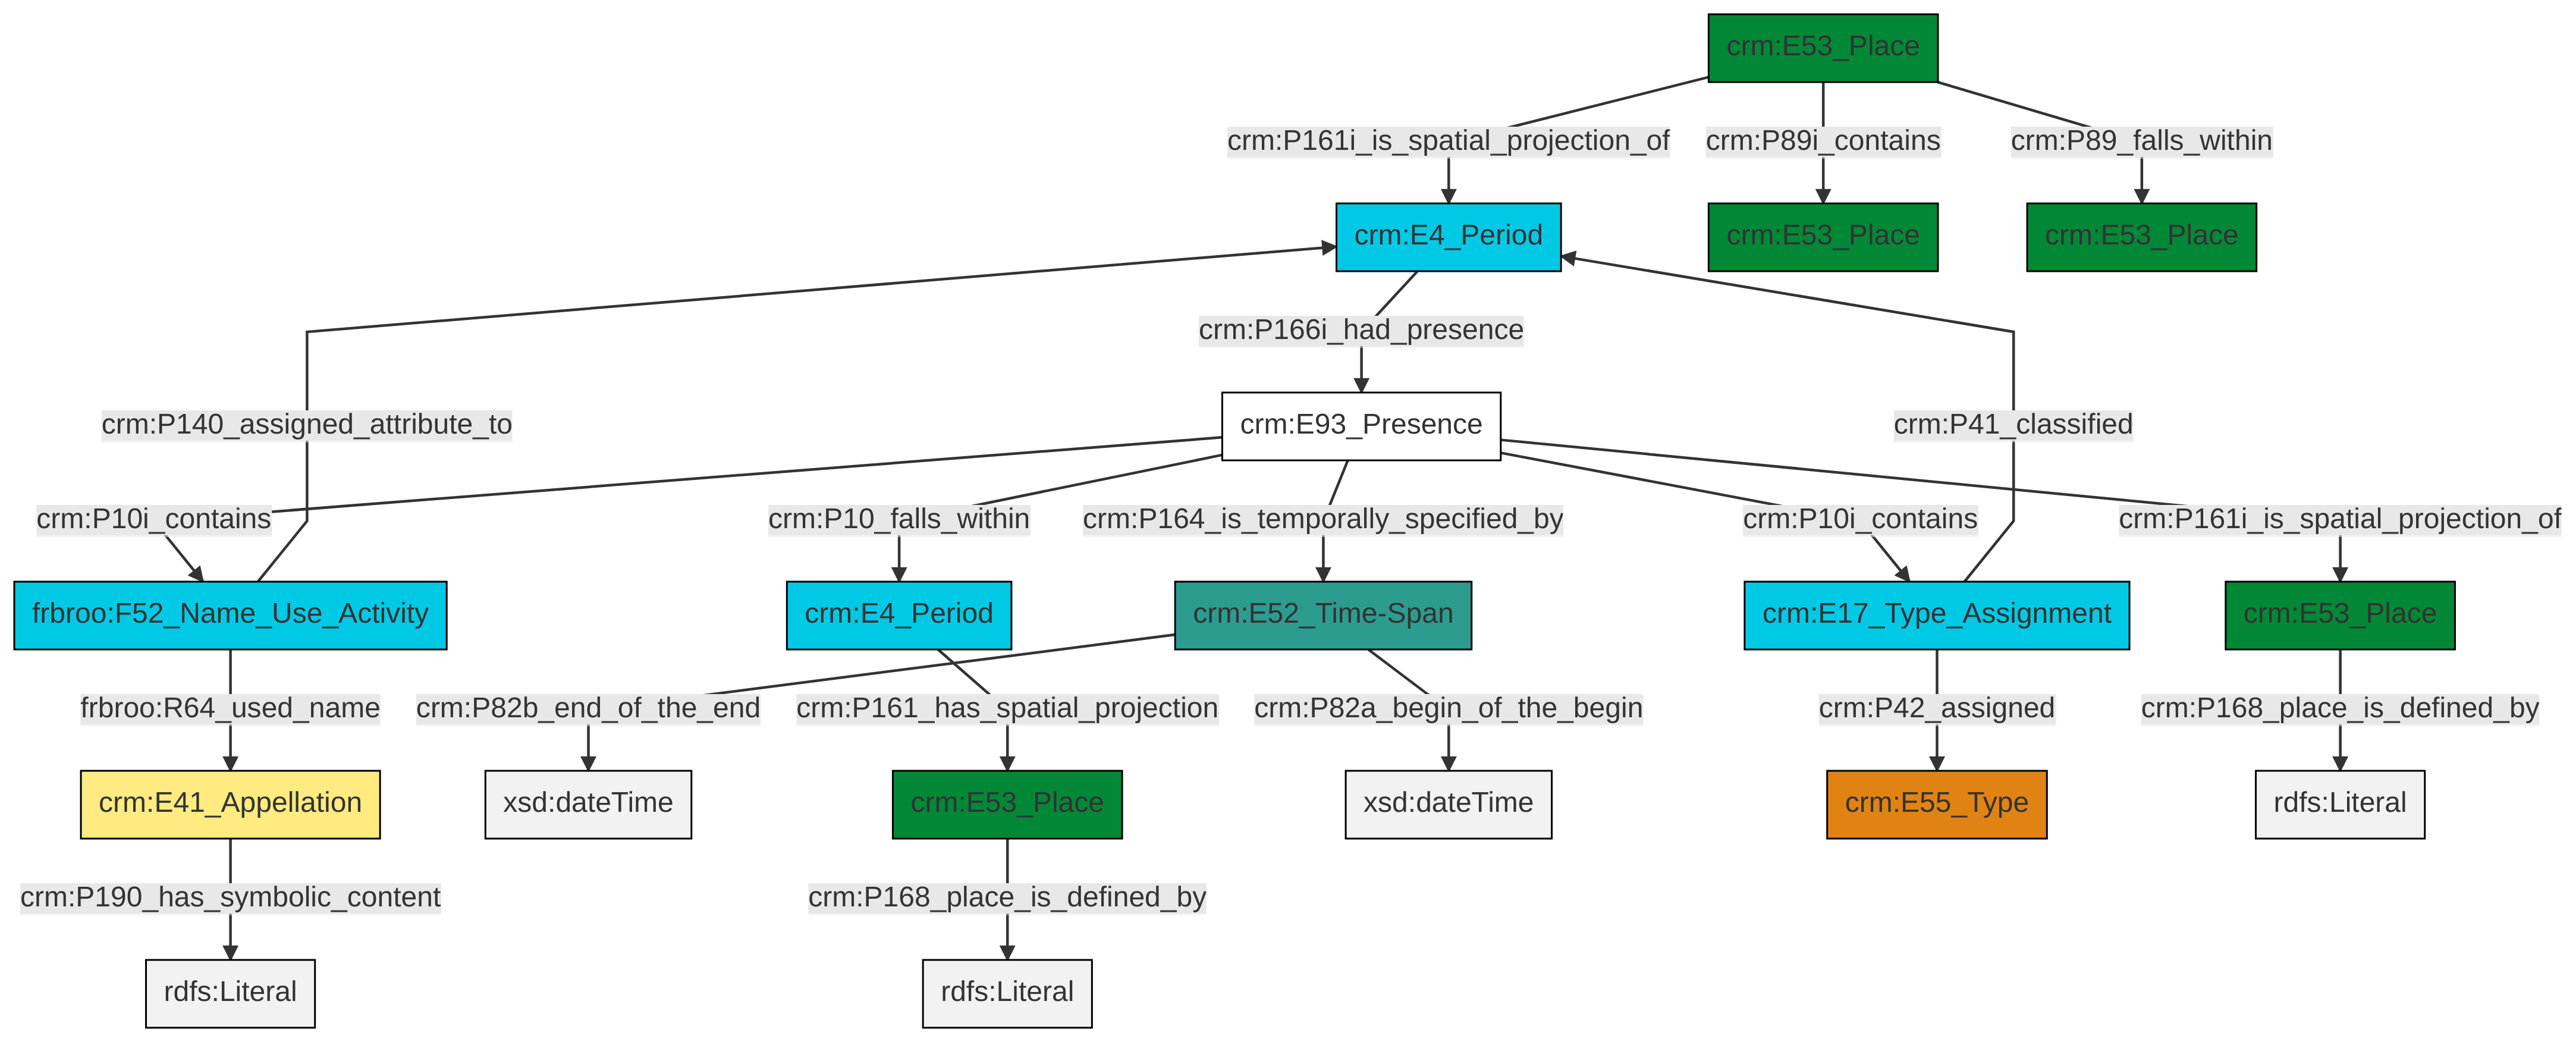 crm:E53_Place
crm:P161i_is_spatial_projection_of
crm:P89i_contains
crm:P89_falls_within
crm:E4_Period
crm:E53_Place
crm:E53_Place
crm:P166i_had_presence
crm:P140_assigned_attribute_to
crm:E93_Presence
crm:P41_classified
crm:P10i_contains
crm:P10_falls_within
crm:P164_is_temporally_specified_by
crm:P10i_contains
crm:P161i_is_spatial_projection_of
frbroo:F52_Name_Use_Activity
crm:E4_Period
crm:E52_Time-Span
crm:E17_Type_Assignment
crm:E53_Place
frbroo:R64_used_name
crm:P82b_end_of_the_end
crm:P161_has_spatial_projection
crm:P82a_begin_of_the_begin
crm:P42_assigned
crm:P168_place_is_defined_by
crm:E41_Appellation
xsd:dateTime
crm:E53_Place
xsd:dateTime
crm:E55_Type
rdfs:Literal
crm:P190_has_symbolic_content
crm:P168_place_is_defined_by
rdfs:Literal
rdfs:Literal